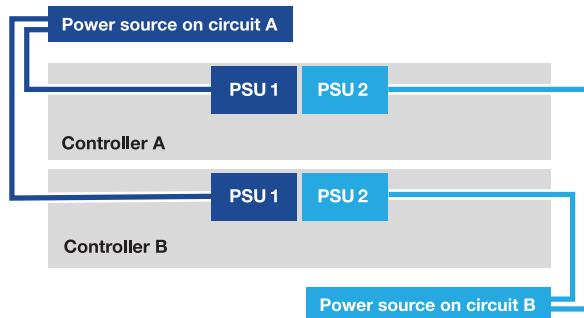 Power source on circuit A
PSU 1 PSU 2
Controller A
PSU 1 PSU 2
Controller B
Power source on circuit B